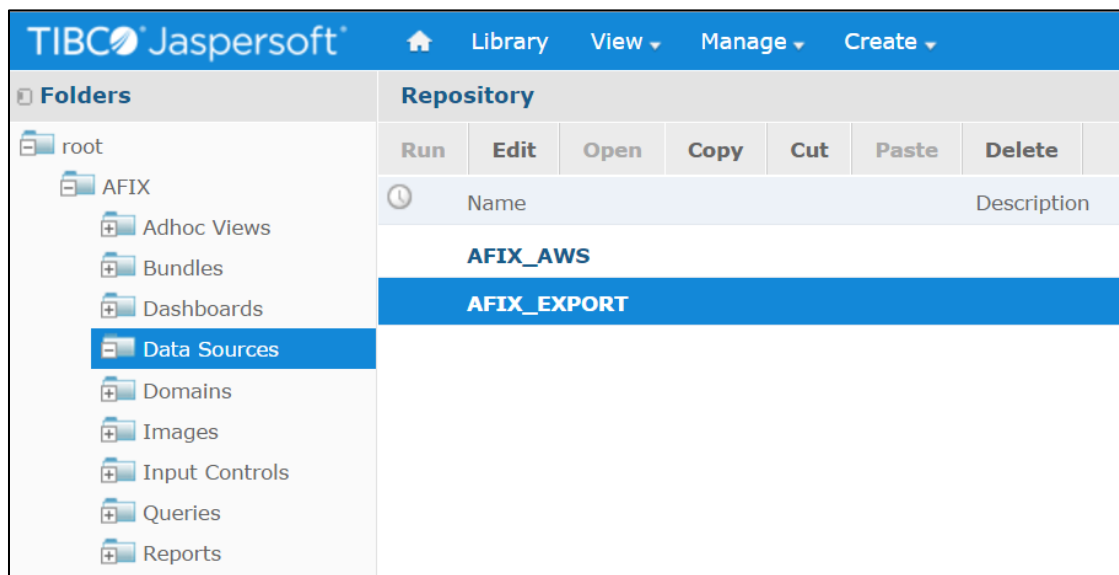 TIBCO Jaspersoft Library View Manage Create
Folders
root
AFIX
Adhoc Views
Bundles
Dashboards
Data Sources
Domains
Images
Input Controls
Queries
Reports
Repository
Run Edit Open Copy Cut Paste Delete
Name Description
AFIX_AWS
AFIX_EXPORT